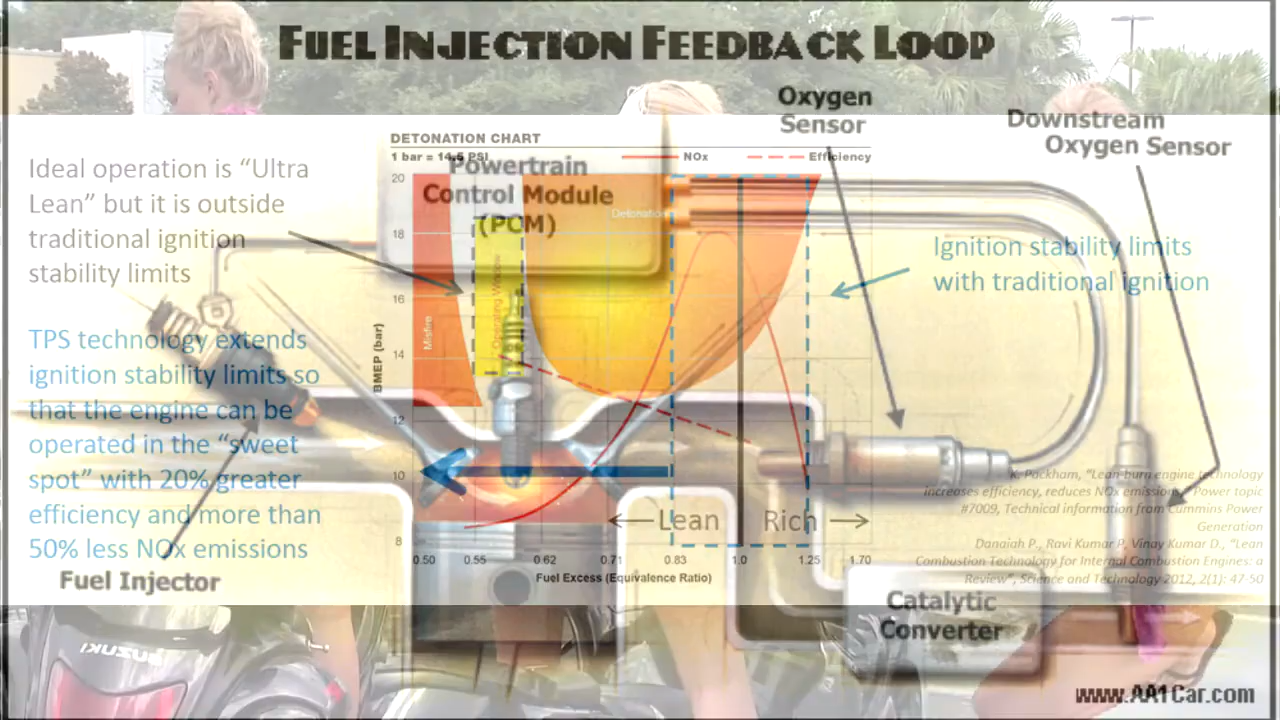 FUEL INJECTION FEEDBACK LOOP
Oxygen
Sensor
Downstream
Oxygen Sensor
Ideal operation is “Ultra
Lean” but it is outside
traditional ignition
stability limits
TPS technology extends
ignition stability limits so
that the engine can be
operated in the “sweet
spot” with 20% greater
efficiency and more than
50% less NOx emissions
Fuel Injector
DETONATION CHART
1 bar = 14.5 PSI
NOx
Efficiency
Powertrain
Control Module
(PCM)
Detonation
Misfire
Operating Window
BMEP (bar)
20
18
16
14
12
10
8
Lean
Rich
0.50 0.55 0.62 0.71 0.83 1.0 1.25 1.70
Fuel Excess (Equivalence Ratio)
Ignition stability limits
with traditional ignition
K. Packham, “Lean-burn engine technology
increases efficiency, reduces NOx emissions,” Power topic
#7009, Technical information from Cummins Power
Generation
Danaiah P., Ravi Kumar P, Vinay Kumar D., “Lean
Combustion Technology for Internal Combustion Engines: a
Review”, Science and Technology 2012, 2(1): 47-50
Catalytic
Converter
SUZUKI
www.AA1Car.com